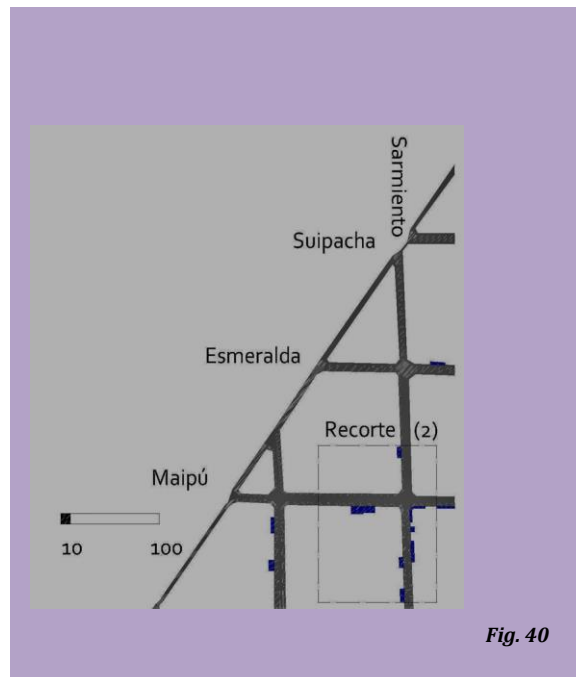 Sarmiento
Suipacha
Esmeralda
Recorte (2)
Maipú
10 100
Fig. 40